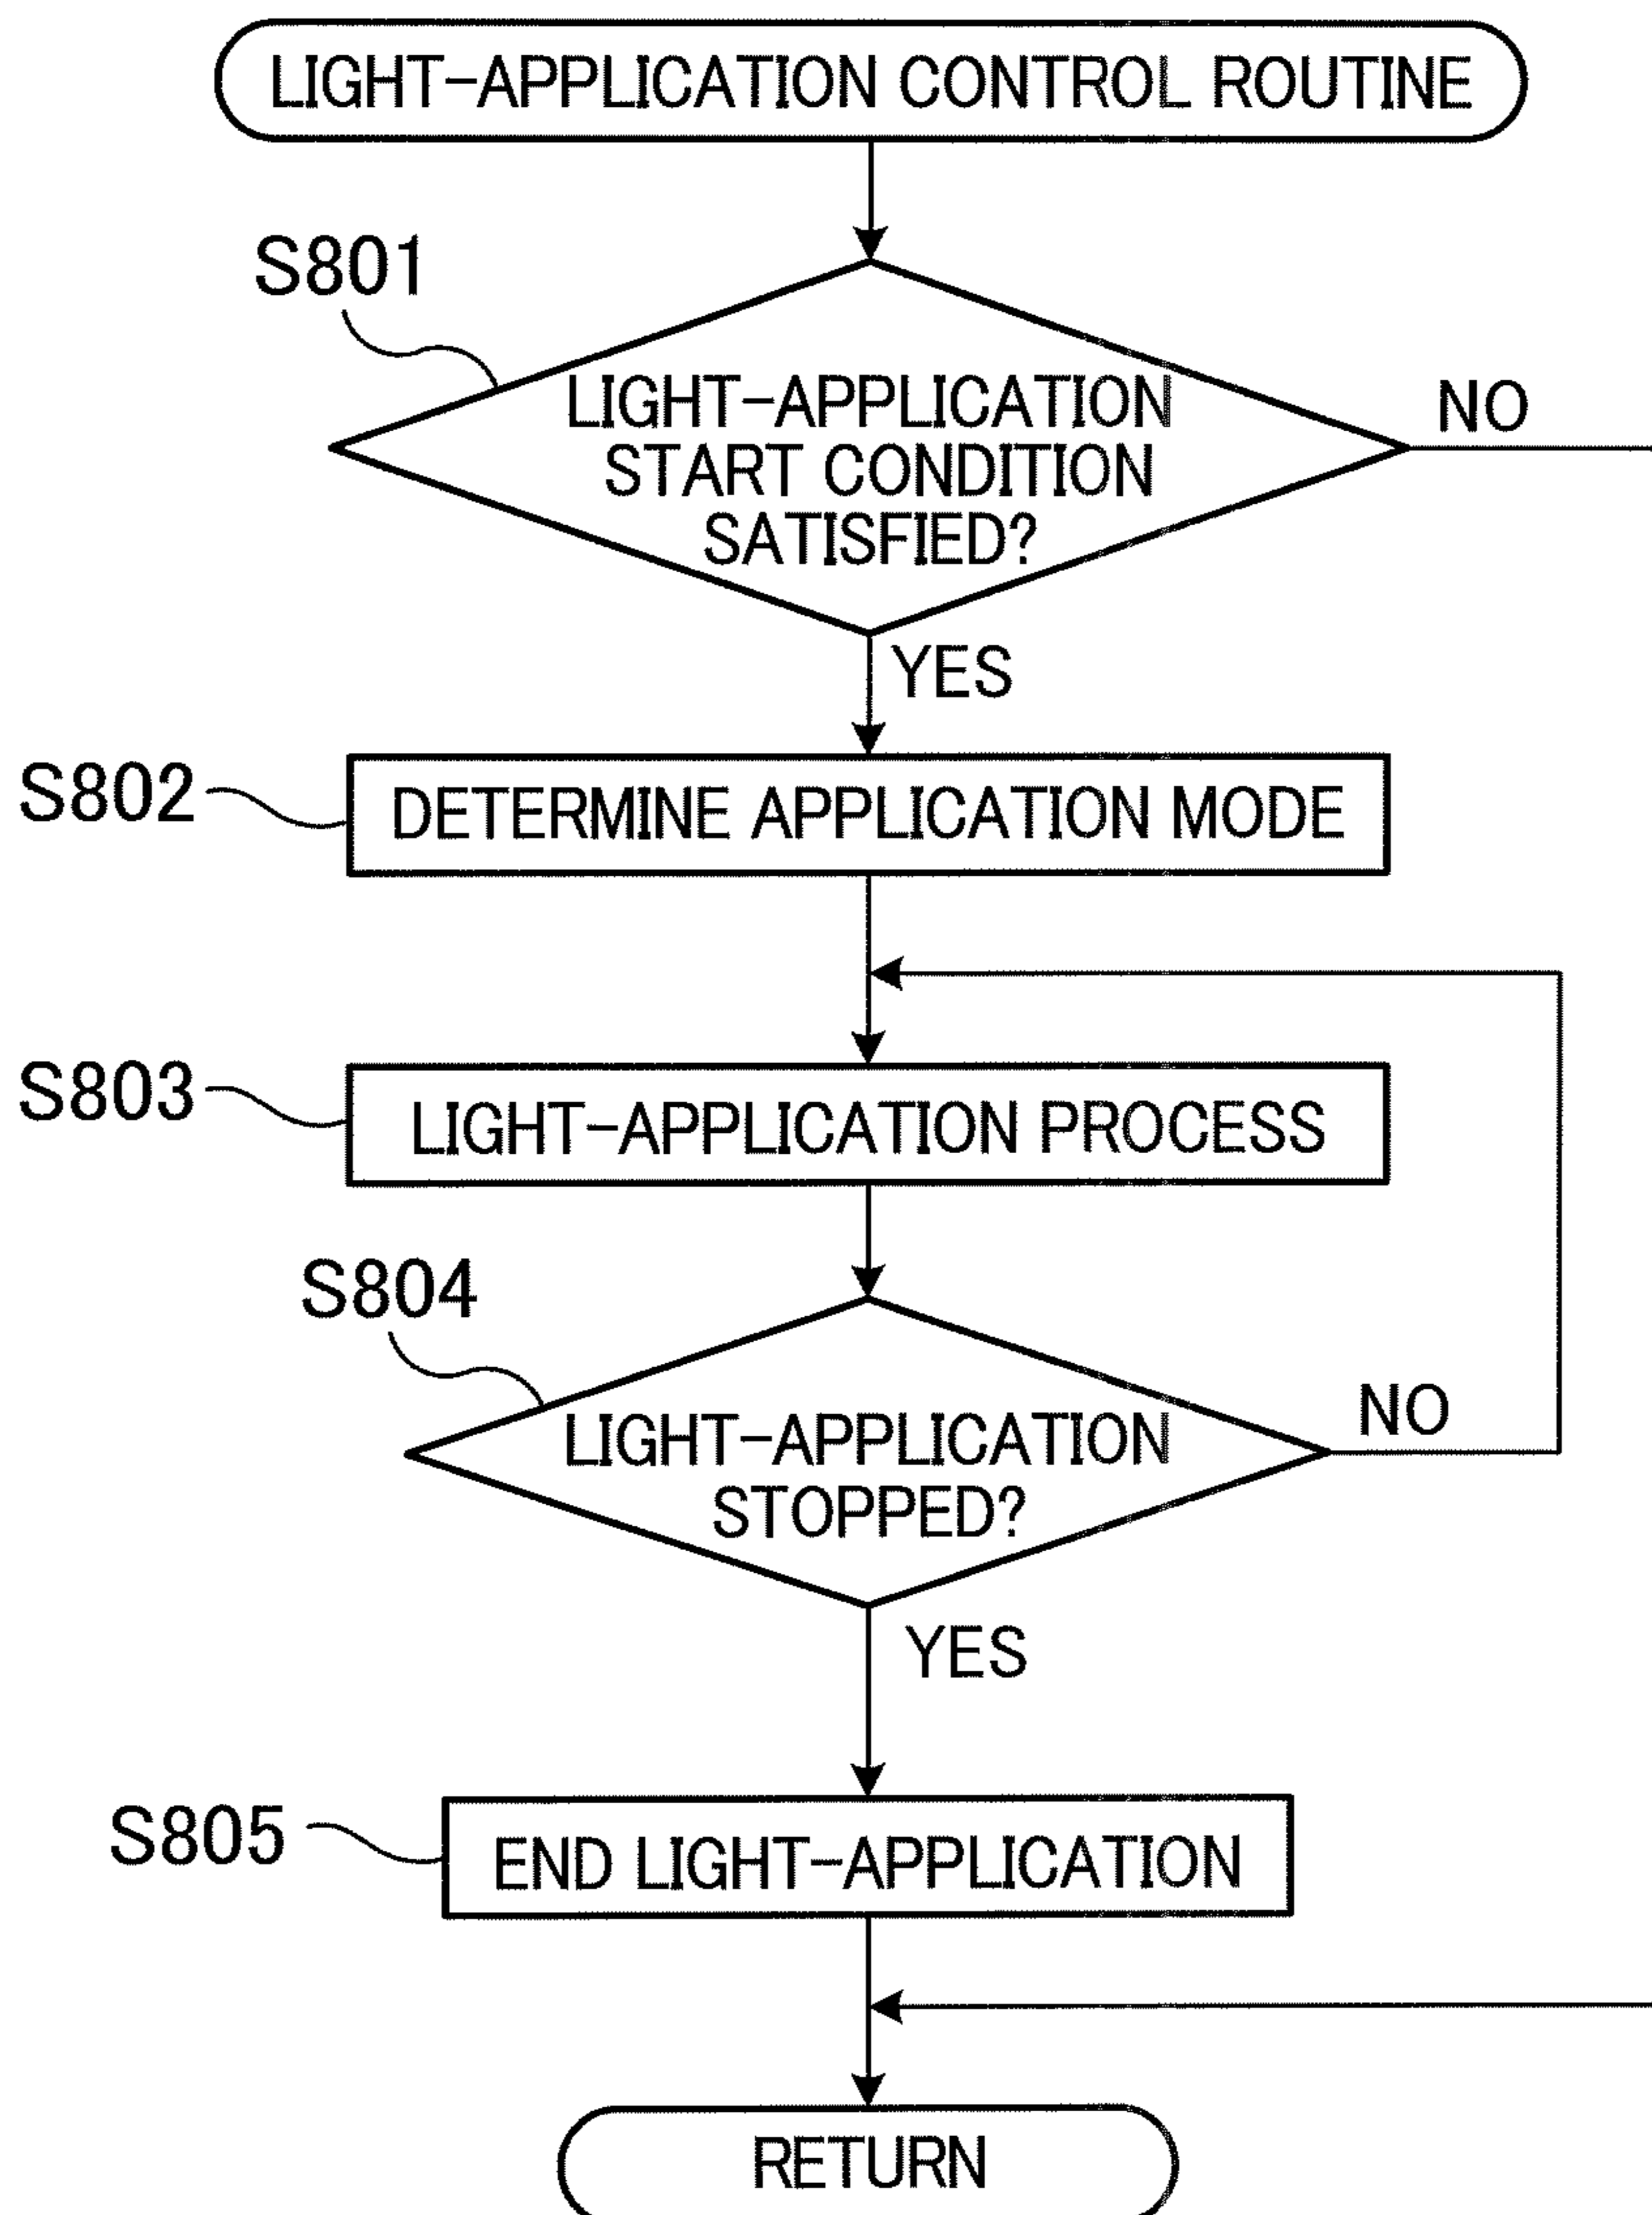 LIGHT-APPLICATION CONTROL ROUTINE
S801
LIGHT-APPLICATION
START CONDITION
SATISFIED?
NO
YES
S802
DETERMINE APPLICATION MODE
S803
LIGHT-APPLICATION PROCESS
S804
LIGHT-APPLICATION
STOPPED?
NO
YES
S805
END LIGHT-APPLICATION
RETURN